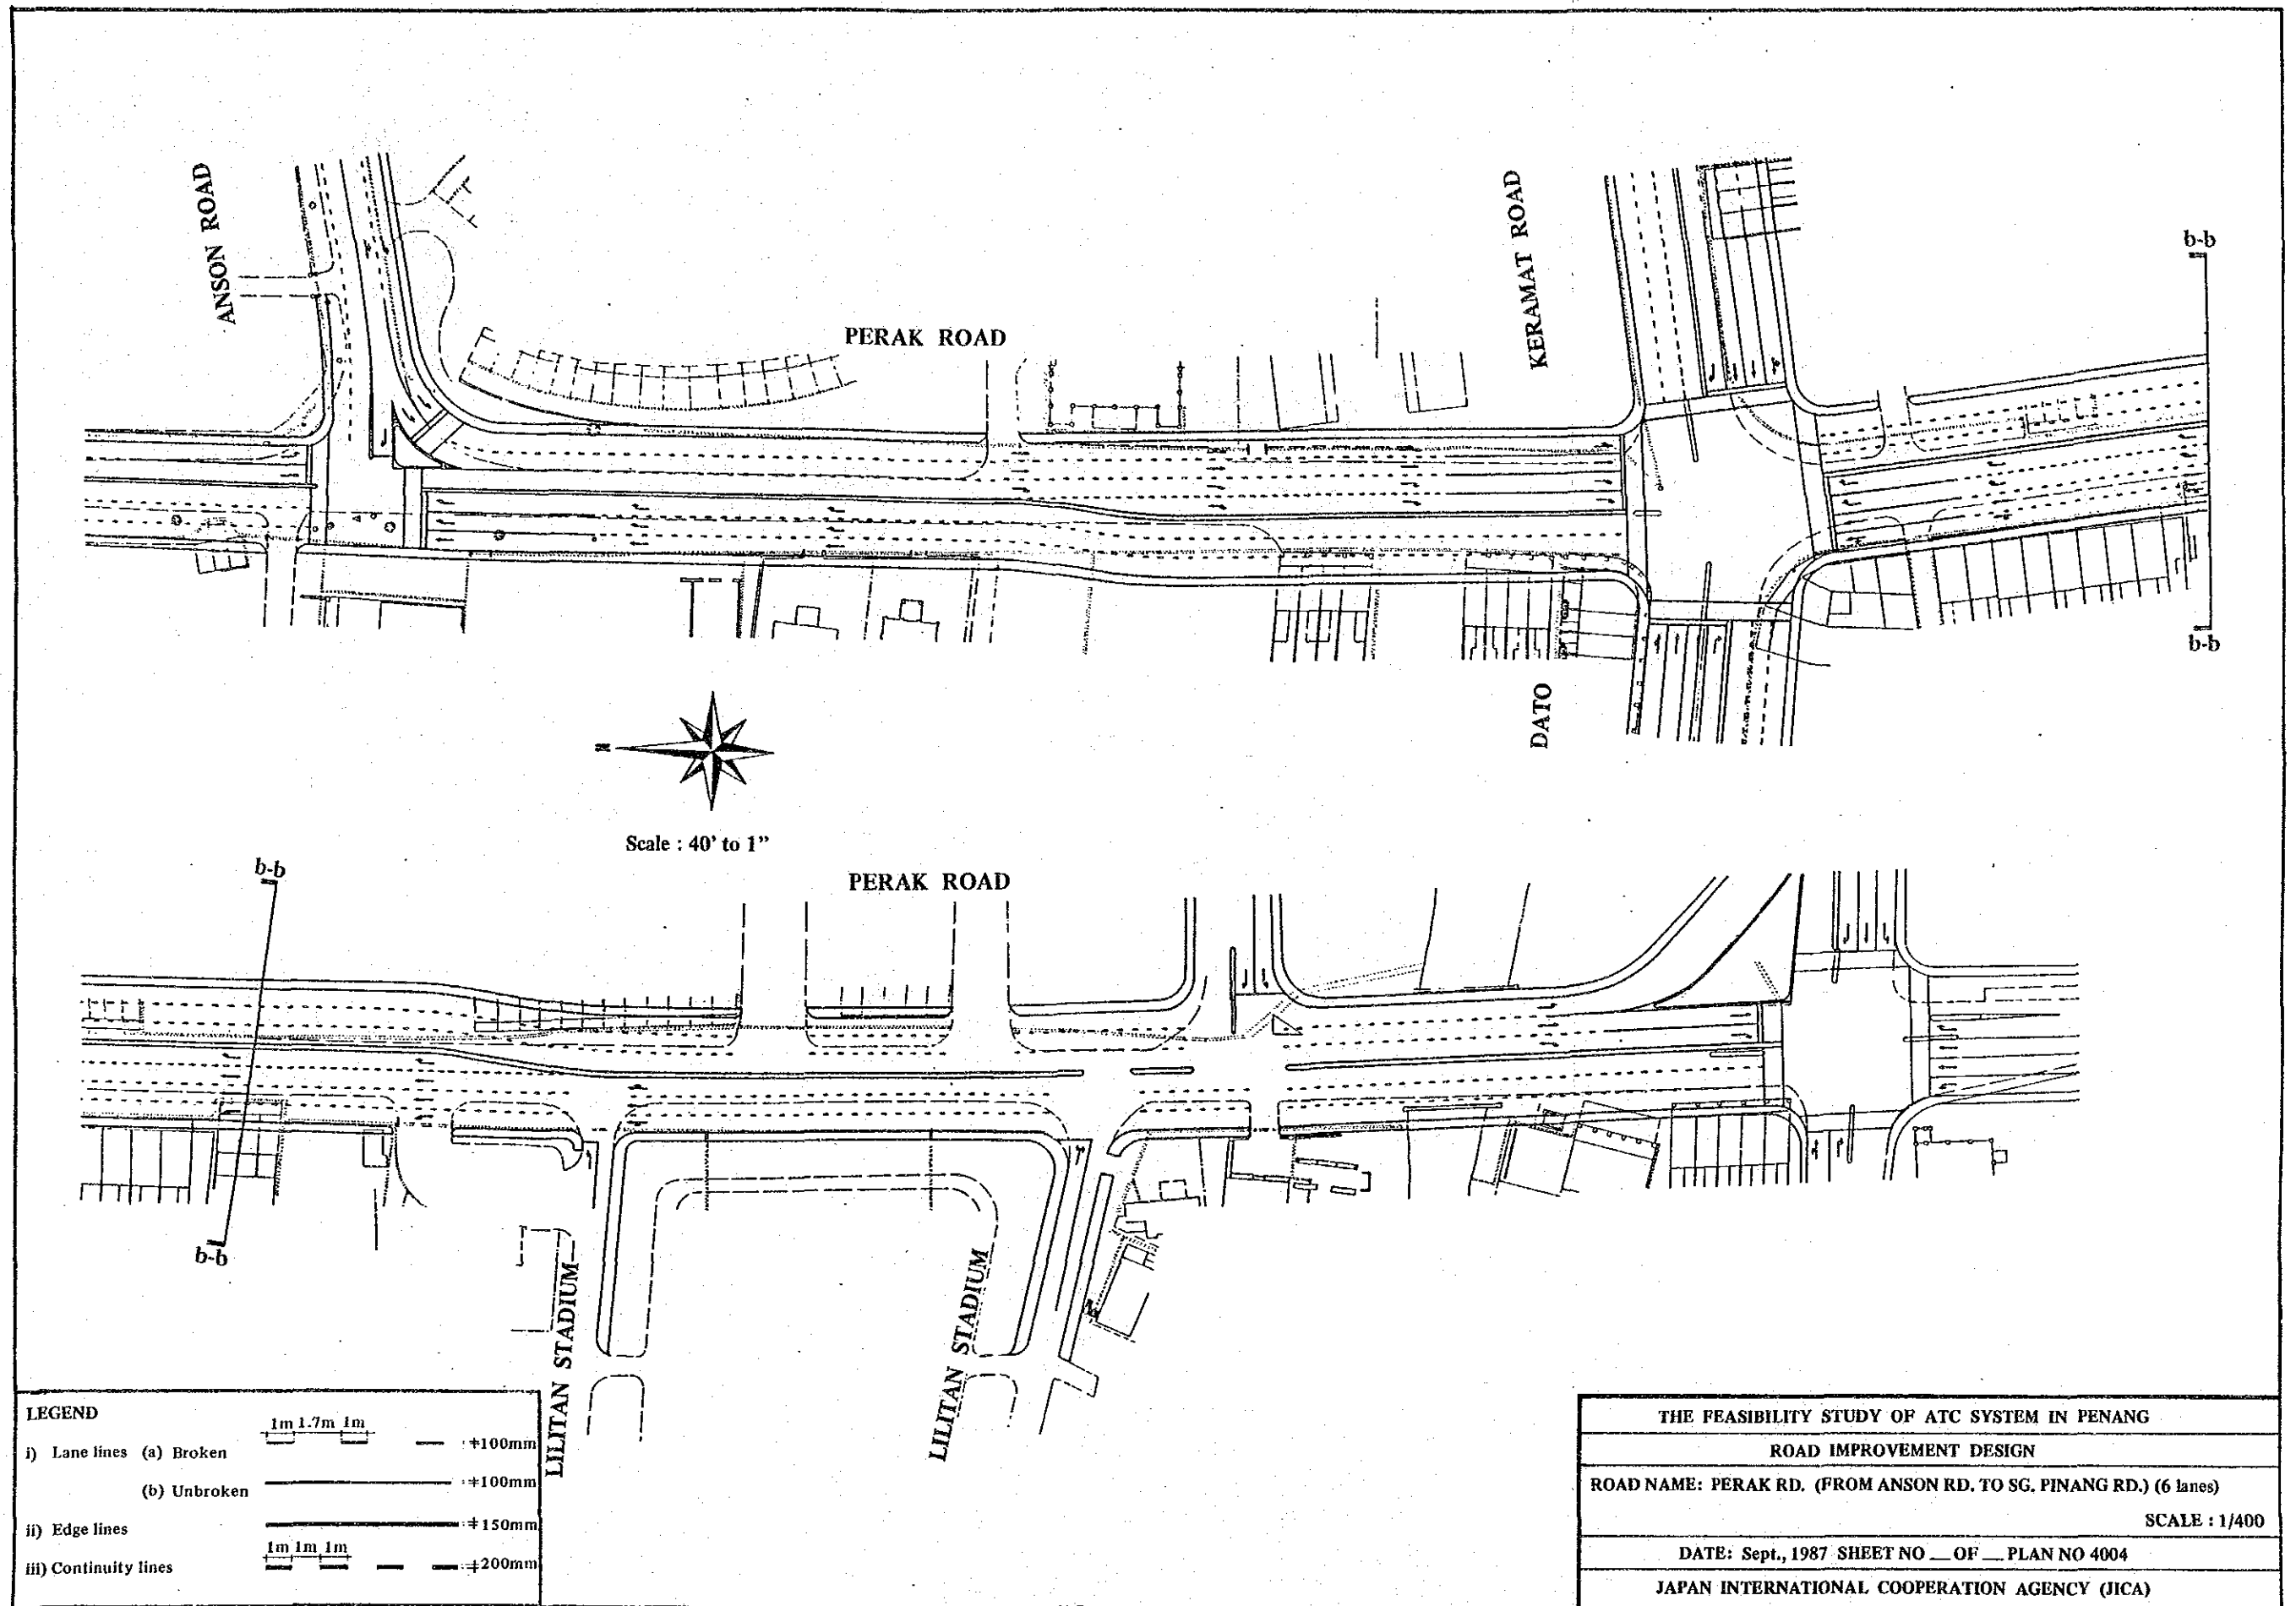 ANSON ROAD
PERAK ROAD
KERAMAT ROAD
b-b
b-b
DATO
N
Scale : 40' to 1"
b-b
PERAK ROAD
b-b
LILITAN STADIUM
LILITAN STADIUM
LEGEND
1m 1.7m 1m
i) Lane lines (a) Broken ‡100mm
(b) Unbroken ‡100mm
ii) Edge lines ‡150mm
1m 1m 1m
iii) Continuity lines ‡200mm
THE FEASIBILITY STUDY OF ATC SYSTEM IN PENANG
ROAD IMPROVEMENT DESIGN
ROAD NAME: PERAK RD. (FROM ANSON RD. TO SG. PINANG RD.) (6 lanes)
SCALE : 1/400
DATE: Sept., 1987 SHEET NO __ OF __ PLAN NO 4004
JAPAN INTERNATIONAL COOPERATION AGENCY (JICA)